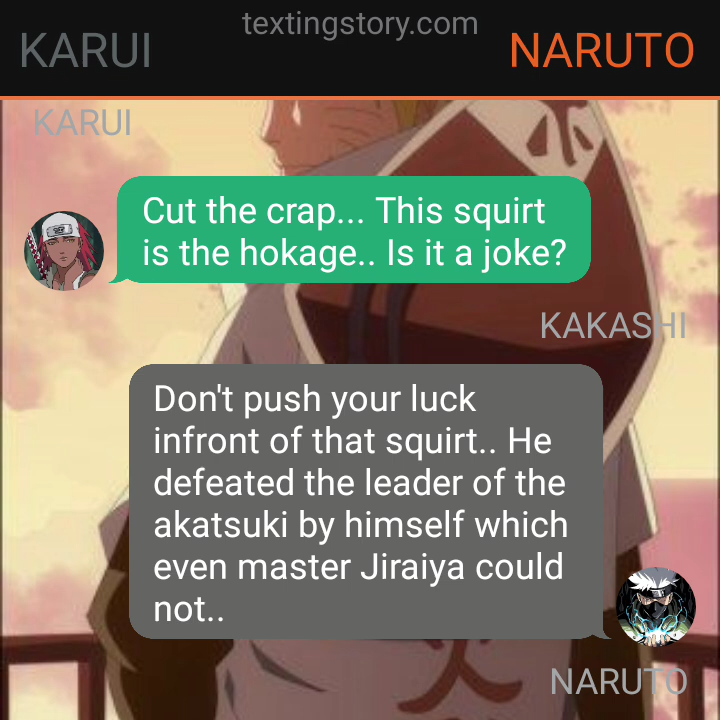 textingstory.com
KARUI
NARUTO
KARUI
Cut the crap... This squirt
is the hokage.. Is it a joke?
KAKASHI
Don't push your luck
infront of that squirt.. He
defeated the leader of the
akatsuki by himself which
even master Jiraiya could
not..
NARUTO